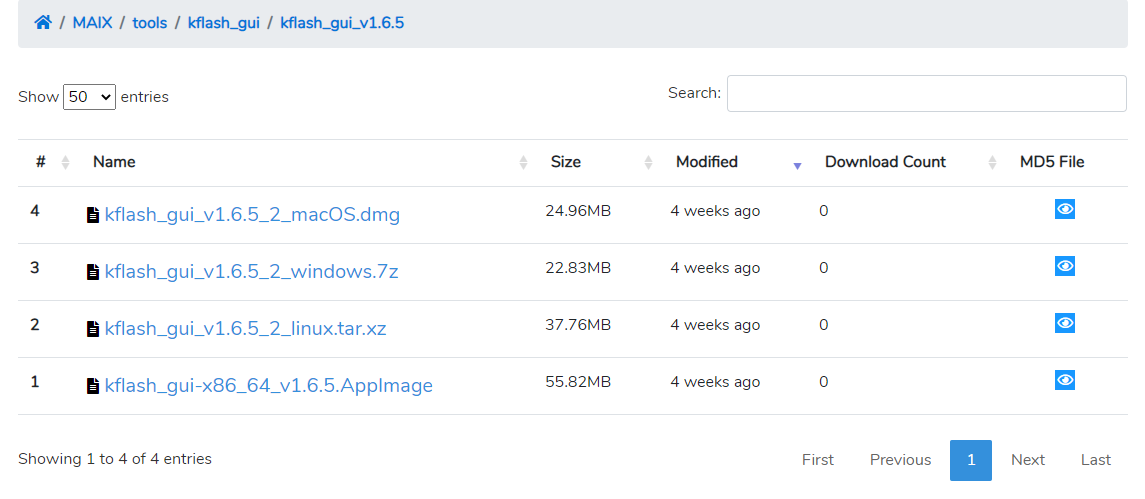 / MAIX / tools / kflash_gui / kflash_gui_v1.6.5
Show 50 entries Search:
# Name Size Modified Download Count MD5 File
4 kflash_gui_v1.6.5_2_macOS.dmg 24.96MB 4 weeks ago 0
3 kflash_gui_v1.6.5_2_windows.7z 22.83MB 4 weeks ago 0
2 kflash_gui_v1.6.5_2_linux.tar.xz 37.76MB 4 weeks ago 0
1 kflash_gui-x86_64_v1.6.5.AppImage 55.82MB 4 weeks ago 0
Showing 1 to 4 of 4 entries First Previous 1 Next Last